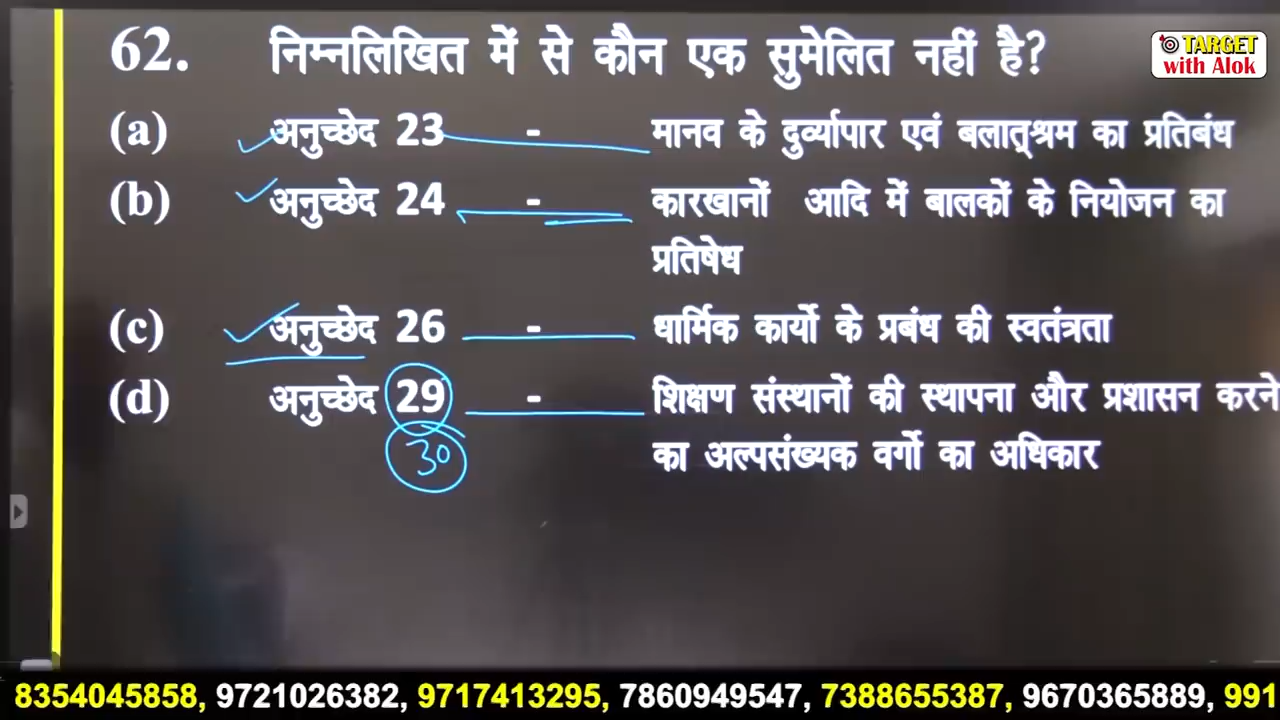 TARGET
with Alok
62. निम्नलिखित में से कौन एक सुमेलित नहीं है?
(a) अनुच्छेद 23 - मानव के दुर्व्यापार एवं बलात्श्रम का प्रतिबंध
(b) अनुच्छेद 24 - कारखानों आदि में बालकों के नियोजन का
प्रतिषेध
(c) अनुच्छेद 26 - धार्मिक कार्यो के प्रबंध की स्वतंत्रता
(d) अनुच्छेद 29 - शिक्षण संस्थानों की स्थापना और प्रशासन करने
30 का अल्पसंख्यक वर्गो का अधिकार
8354045858, 9721026382, 9717413295, 7860949547, 7388655387, 9670365889, 991